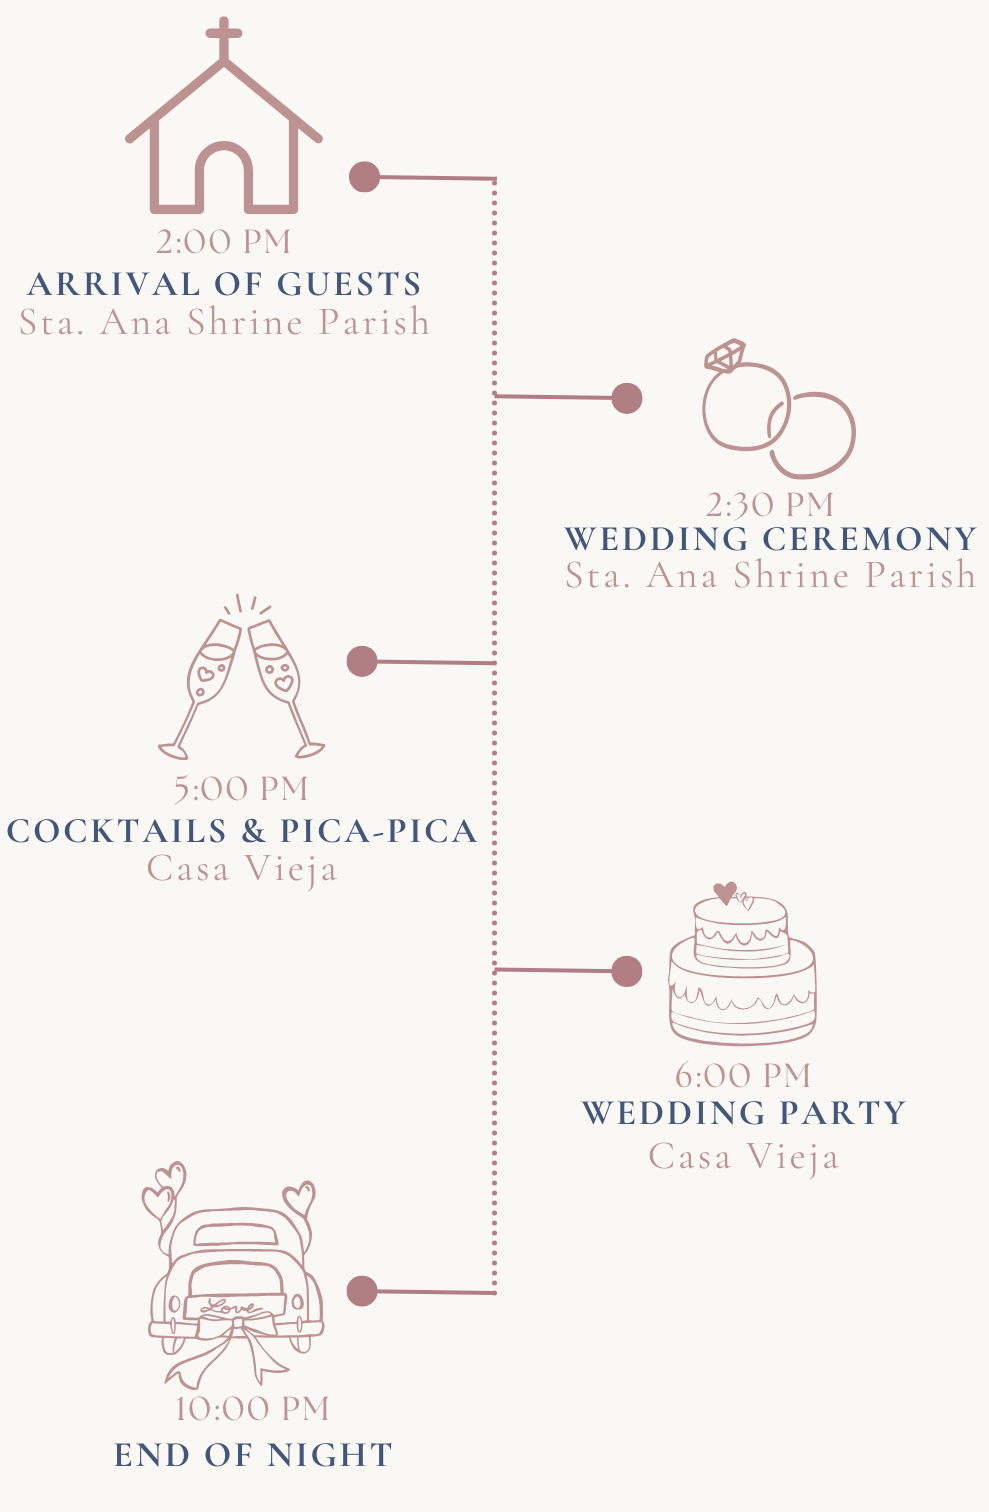 2:00 PM
ARRIVAL OF GUESTS
Sta. Ana Shrine Parish
2:30 PM
WEDDING CEREMONY
Sta. Ana Shrine Parish
5:00 PM
COCKTAILS & PICA-PICA
Casa Vieja
6:00 PM
WEDDING PARTY
Casa Vieja
Love
10:00 PM
END OF NIGHT